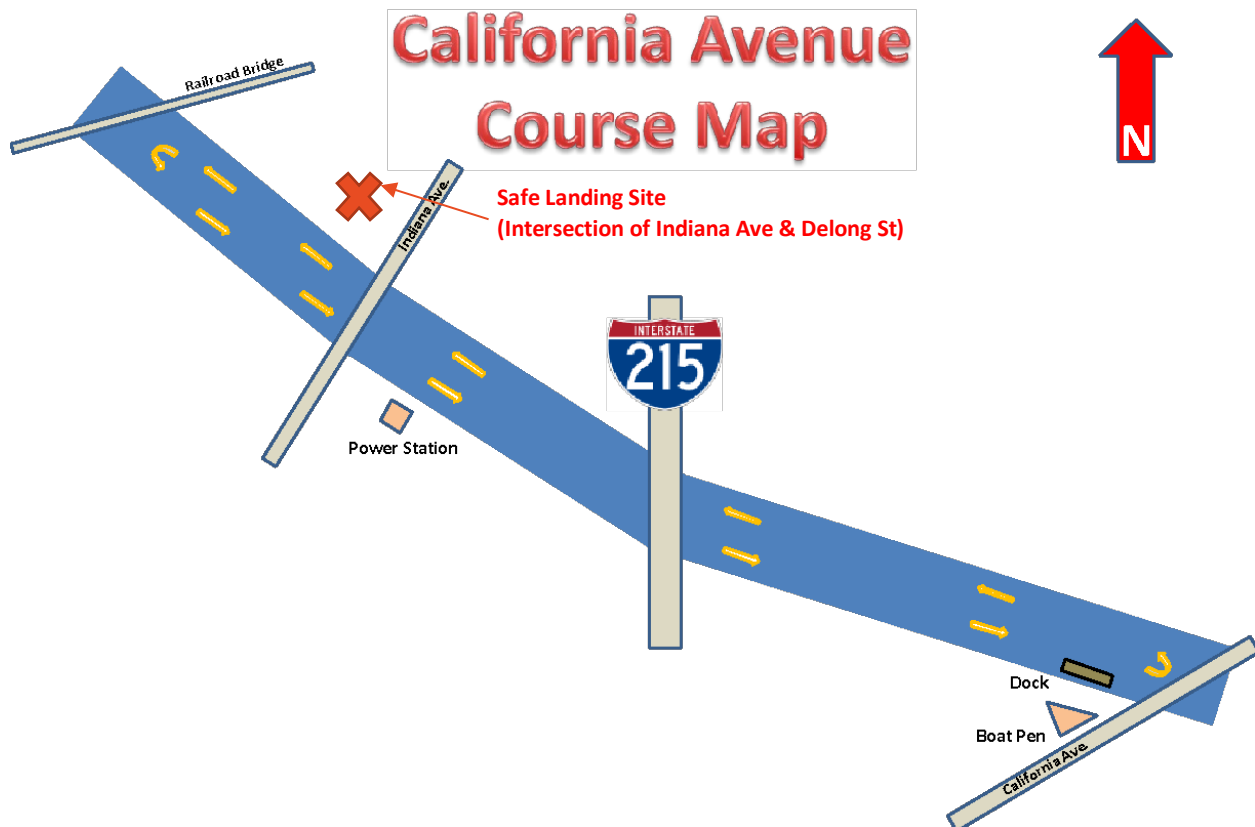 California Avenue
Course Map
N
Railroad Bridge
Indiana Ave.
Safe Landing Site
(Intersection of Indiana Ave & Delong St)
INTERSTATE
215
Power Station
Dock
Boat Pen
California Ave.